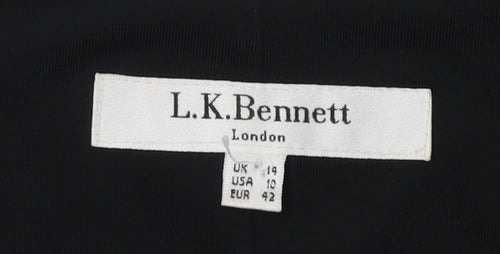 L.K.Bennett
London
UK 14
USA 10
EUR 42